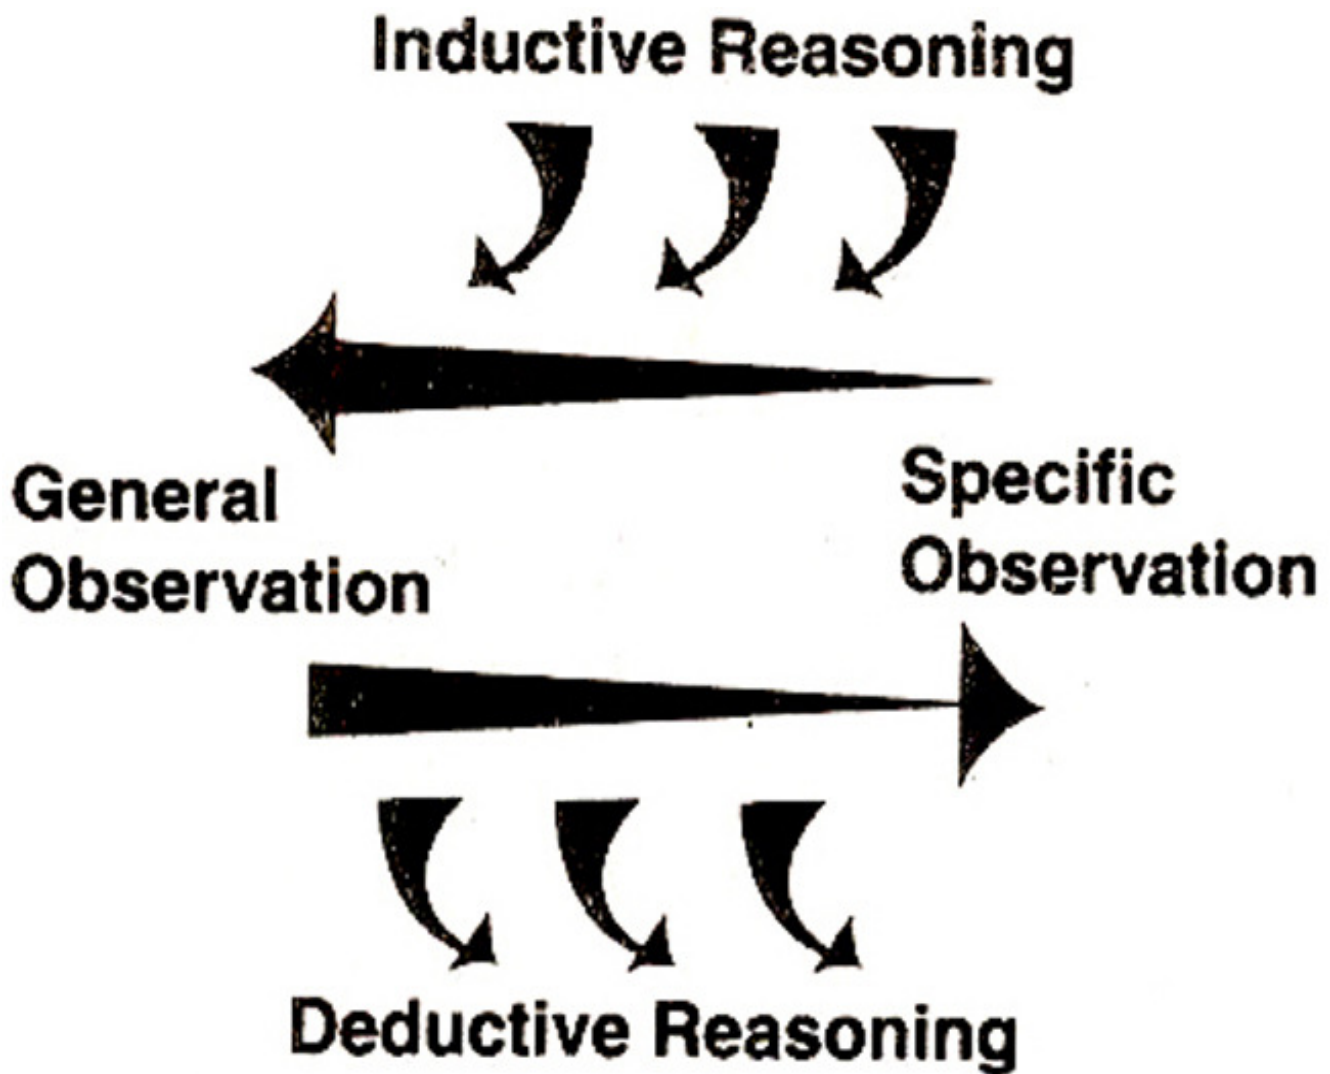 Inductive Reasoning
General
Observation
Specific
Observation
Deductive Reasoning